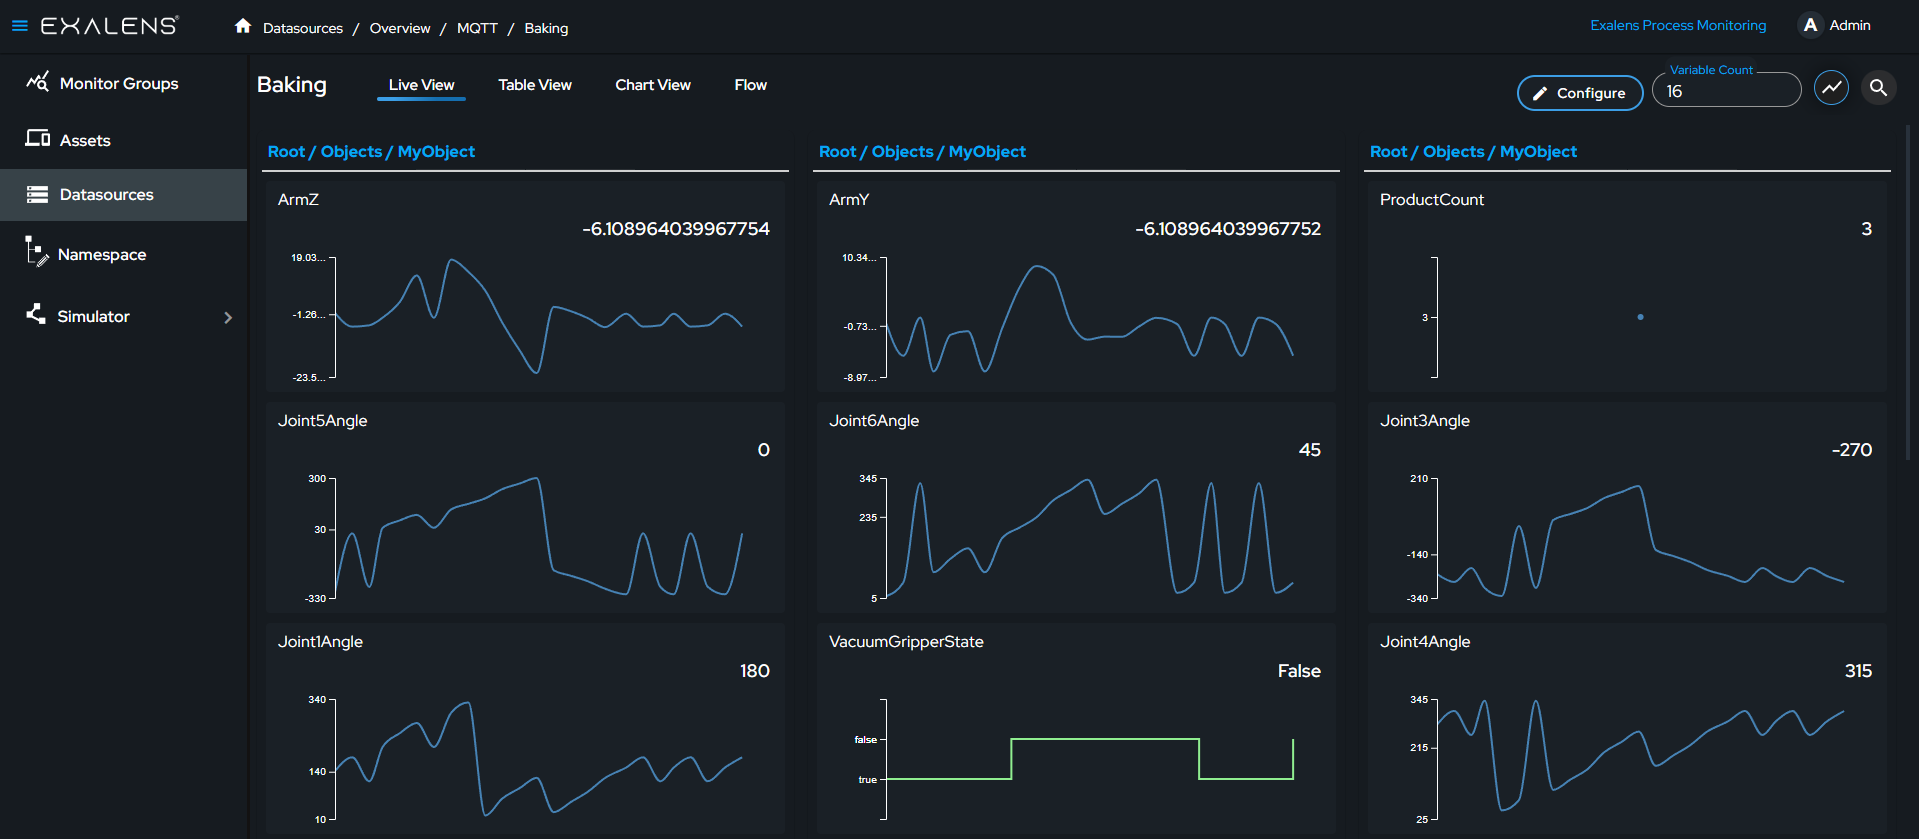 EXALENS
Datasources / Overview / MQTT / Baking
Exalens Process Monitoring
A Admin
Monitor Groups
Assets
Datasources
Namespace
Simulator
Baking
Live View
Table View
Chart View
Flow
Configure
Variable Count
16
Root / Objects / MyObject
ArmZ
-6.108964039967754
19.03...
-1.26...
-23.5...
Joint5Angle
0
300
30
-330
Joint1Angle
180
340
140
10
Root / Objects / MyObject
ArmY
-6.108964039967752
10.34...
-0.73...
-8.97...
Joint6Angle
45
345
235
5
VacuumGripperState
False
false
true
Root / Objects / MyObject
ProductCount
3
3
Joint3Angle
-270
210
-140
-340
Joint4Angle
315
345
215
25